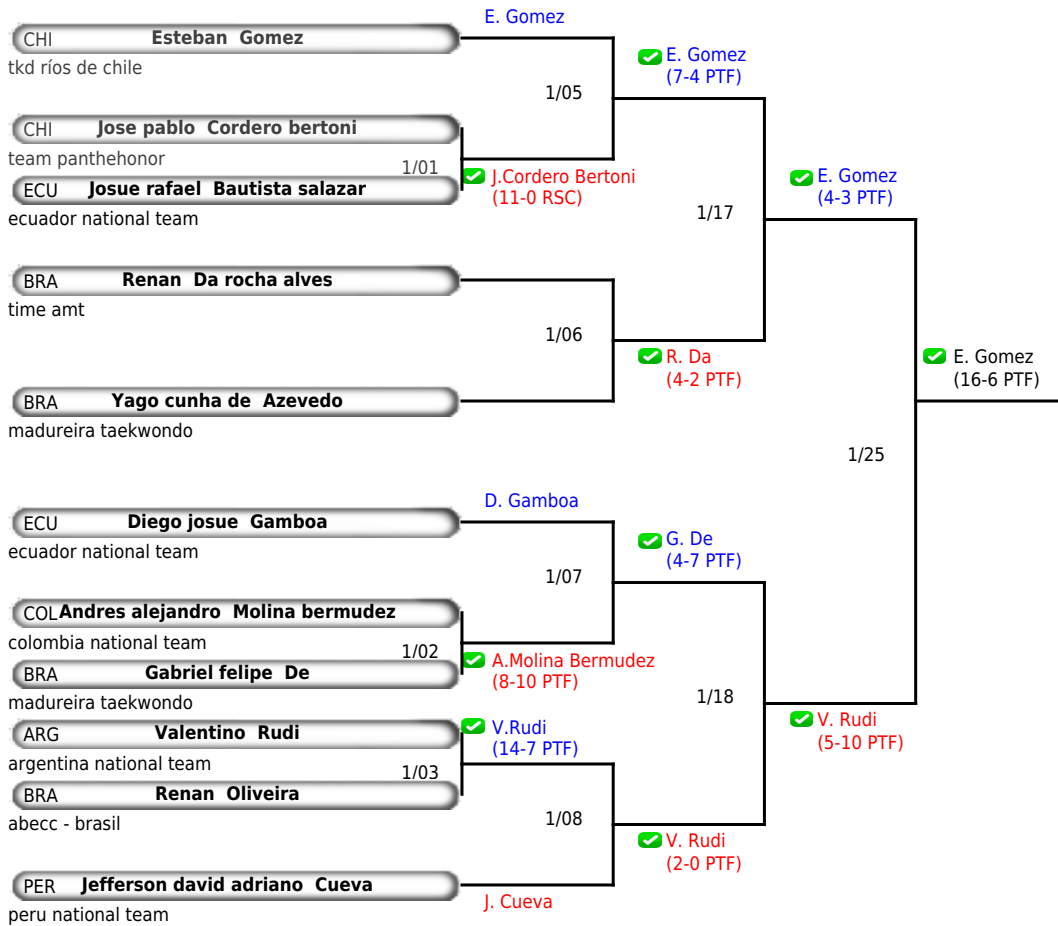 E. Gomez
CHI Esteban Gomez
tkd ríos de chile
E. Gomez
(7-4 PTF)
1/05
CHI Jose pablo Cordero bertoni
team panthehonor
1/01
J.Cordero Bertoni
(11-0 RSC)
ECU Josue rafael Bautista salazar
ecuador national team
E. Gomez
(4-3 PTF)
1/17
BRA Renan Da rocha alves
time amt
1/06
R. Da
(4-2 PTF)
E. Gomez
(16-6 PTF)
BRA Yago cunha de Azevedo
madureira taekwondo
1/25
D. Gamboa
ECU Diego josue Gamboa
ecuador national team
G. De
(4-7 PTF)
1/07
COL Andres alejandro Molina bermudez
colombia national team
1/02
A.Molina Bermudez
(8-10 PTF)
BRA Gabriel felipe De
madureira taekwondo
1/18
V. Rudi
(5-10 PTF)
ARG Valentino Rudi
argentina national team
V.Rudi
(14-7 PTF)
1/03
BRA Renan Oliveira
abecc - brasil
1/08
V. Rudi
(2-0 PTF)
PER Jefferson david adriano Cueva
peru national team
J. Cueva